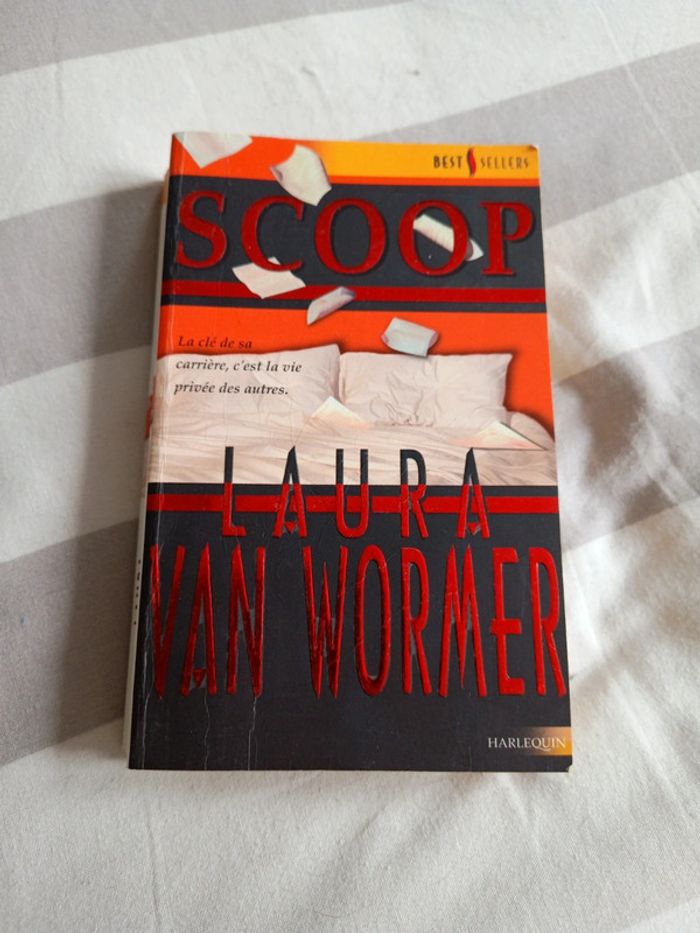 BEST SELLERS
SCOOP
La clé de sa
carrière, c'est la vie
privée des autres.
LAURA
VAN WORMER
HARLEQUIN